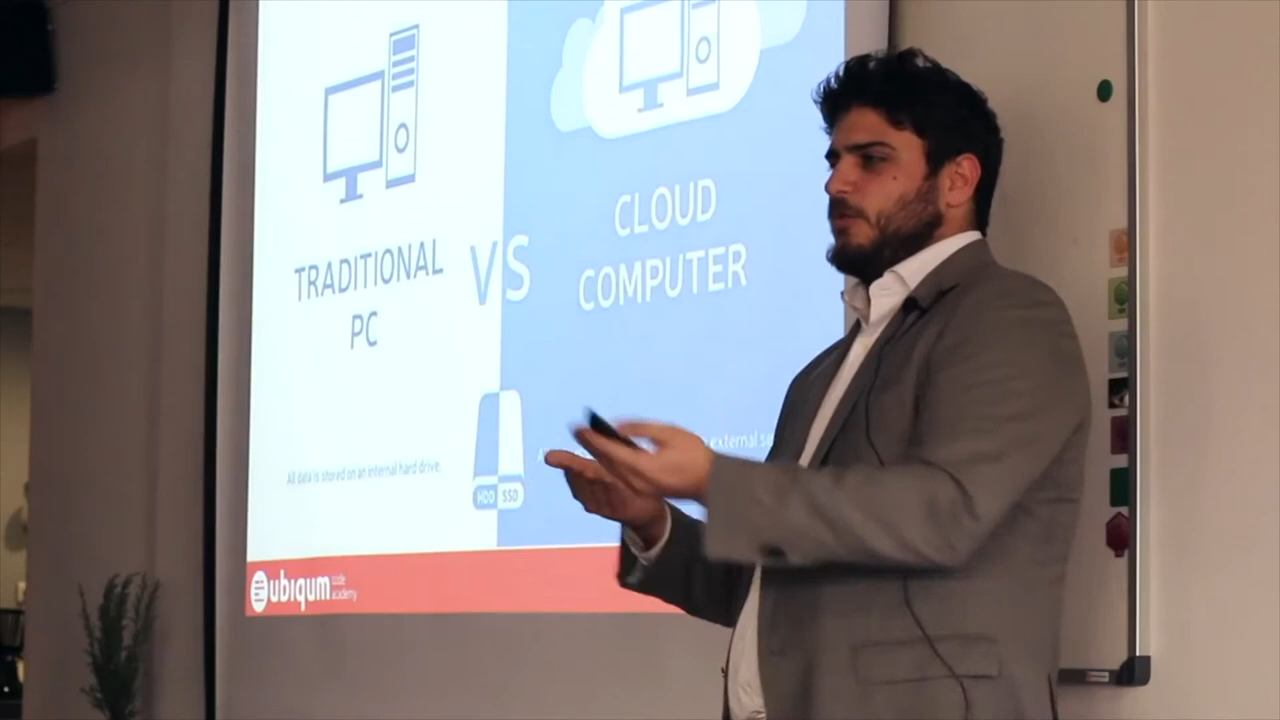 TRADITIONAL
PC
VS
CLOUD
COMPUTER
All data is stored on an internal hard drive.
external
HDD SSD
ubiqum
code
academy